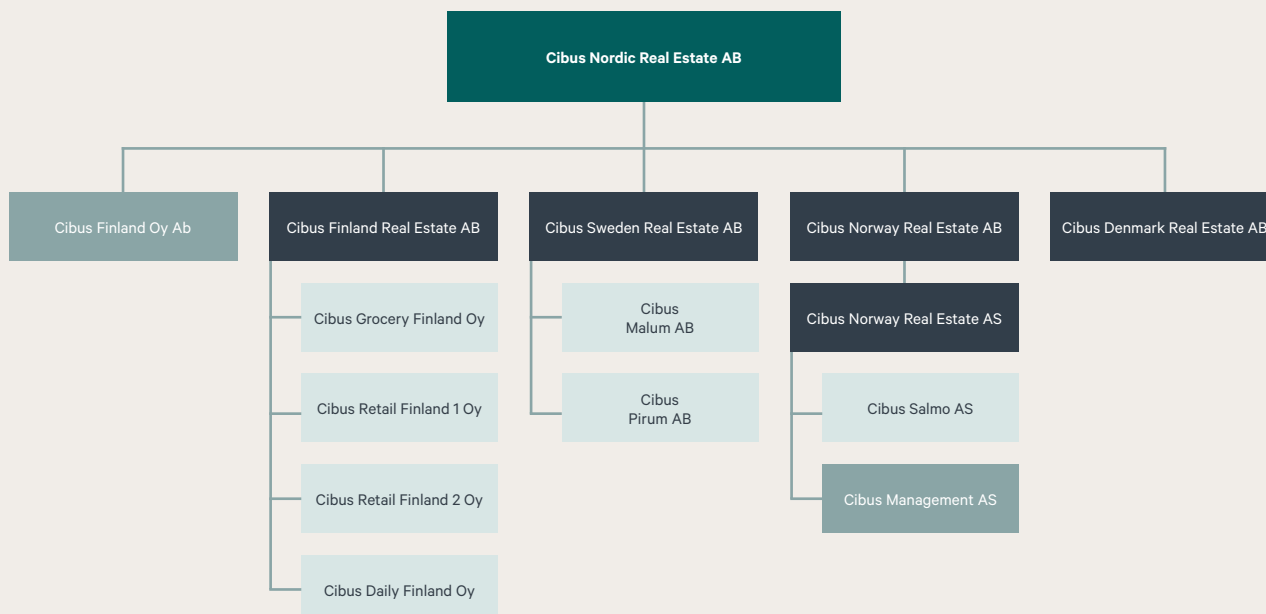 Cibus Nordic Real Estate AB
Cibus Finland Oy Ab
Cibus Finland Real Estate AB
Cibus Sweden Real Estate AB
Cibus Norway Real Estate AB
Cibus Denmark Real Estate AB
Cibus Grocery Finland Oy
Cibus
Malum AB
Cibus Norway Real Estate AS
Cibus Retail Finland 1 Oy
Cibus
Pirum AB
Cibus Salmo AS
Cibus Retail Finland 2 Oy
Cibus Management AS
Cibus Daily Finland Oy